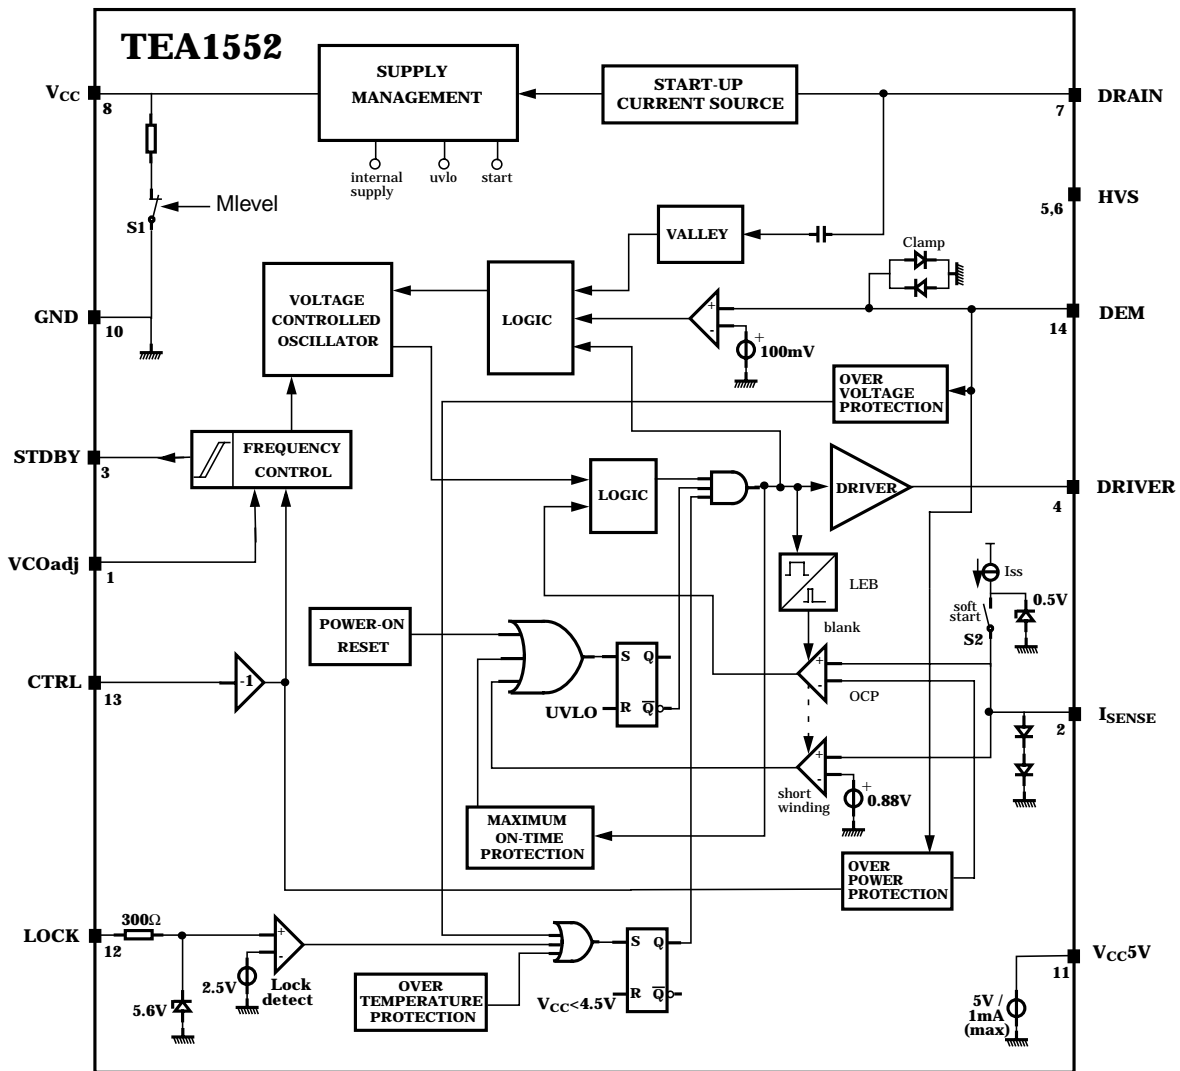 TEA1552
SUPPLY
MANAGEMENT
START-UP
CURRENT SOURCE
VCC
8
7
DRAIN
internal
supply
uvlo
start
S1
Mlevel
5,6
HVS
VALLEY
Clamp
VOLTAGE
CONTROLLED
OSCILLATOR
LOGIC
+
-
+
100mV
GND
10
14
DEM
OVER
VOLTAGE
PROTECTION
STDBY
3
FREQUENCY
CONTROL
LOGIC
DRIVER
4
DRIVER
VCOadj
1
LEB
blank
Iss
soft
start
S2
0.5V
POWER-ON
RESET
S
Q
R
Q
UVLO
CTRL
13
-1
+
-
OCP
2
ISENSE
+
-
short
winding
+
0.88V
MAXIMUM
ON-TIME
PROTECTION
OVER
POWER
PROTECTION
LOCK
12
300Ω
5.6V
2.5V
+
-
Lock
detect
OVER
TEMPERATURE
PROTECTION
S
Q
R
Q
VCC<4.5V
VCC5V
11
5V /
1mA
(max)